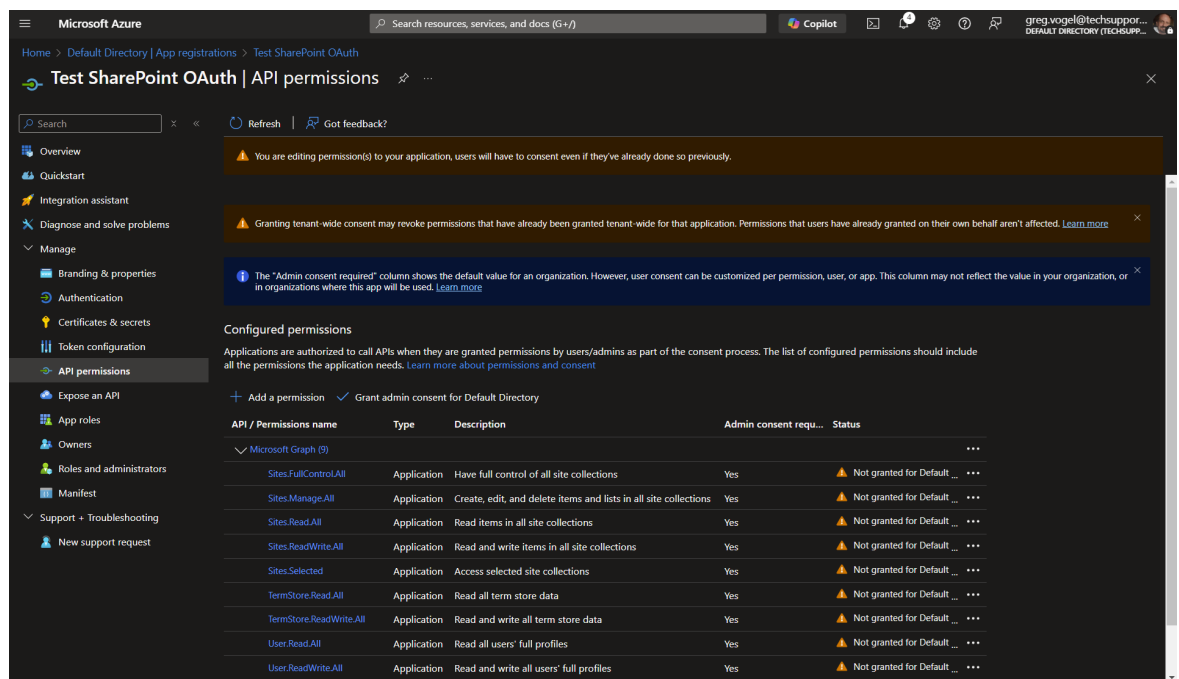 Microsoft Azure
Search resources, services, and docs (G+/)
Copilot
4
greg.vogel@techsuppor...
DEFAULT DIRECTORY (TECHSUPP...
Home > Default Directory | App registrations > Test SharePoint OAuth
Test SharePoint OAuth | API permissions
Search
Refresh
Got feedback?
Overview
Quickstart
Integration assistant
Diagnose and solve problems
Manage
Branding & properties
Authentication
Certificates & secrets
Token configuration
API permissions
Expose an API
App roles
Owners
Roles and administrators
Manifest
Support + Troubleshooting
New support request
You are editing permission(s) to your application, users will have to consent even if they've already done so previously.
Granting tenant-wide consent may revoke permissions that have already been granted tenant-wide for that application. Permissions that users have already granted on their own behalf aren't affected. Learn more
The "Admin consent required" column shows the default value for an organization. However, user consent can be customized per permission, user, or app. This column may not reflect the value in your organization, or
in organizations where this app will be used. Learn more
Configured permissions
Applications are authorized to call APIs when they are granted permissions by users/admins as part of the consent process. The list of configured permissions should include
all the permissions the application needs. Learn more about permissions and consent
Add a permission
Grant admin consent for Default Directory
API / Permissions name Type Description Admin consent requ... Status
Microsoft Graph (9)
Sites.FullControl.All Application Have full control of all site collections Yes Not granted for Default ...
Sites.Manage.All Application Create, edit, and delete items and lists in all site collections Yes Not granted for Default ...
Sites.Read.All Application Read items in all site collections Yes Not granted for Default ...
Sites.ReadWrite.All Application Read and write items in all site collections Yes Not granted for Default ...
Sites.Selected Application Access selected site collections Yes Not granted for Default ...
TermStore.Read.All Application Read all term store data Yes Not granted for Default ...
TermStore.ReadWrite.All Application Read and write all term store data Yes Not granted for Default ...
User.Read.All Application Read all users' full profiles Yes Not granted for Default ...
User.ReadWrite.All Application Read and write all users' full profiles Yes Not granted for Default ...